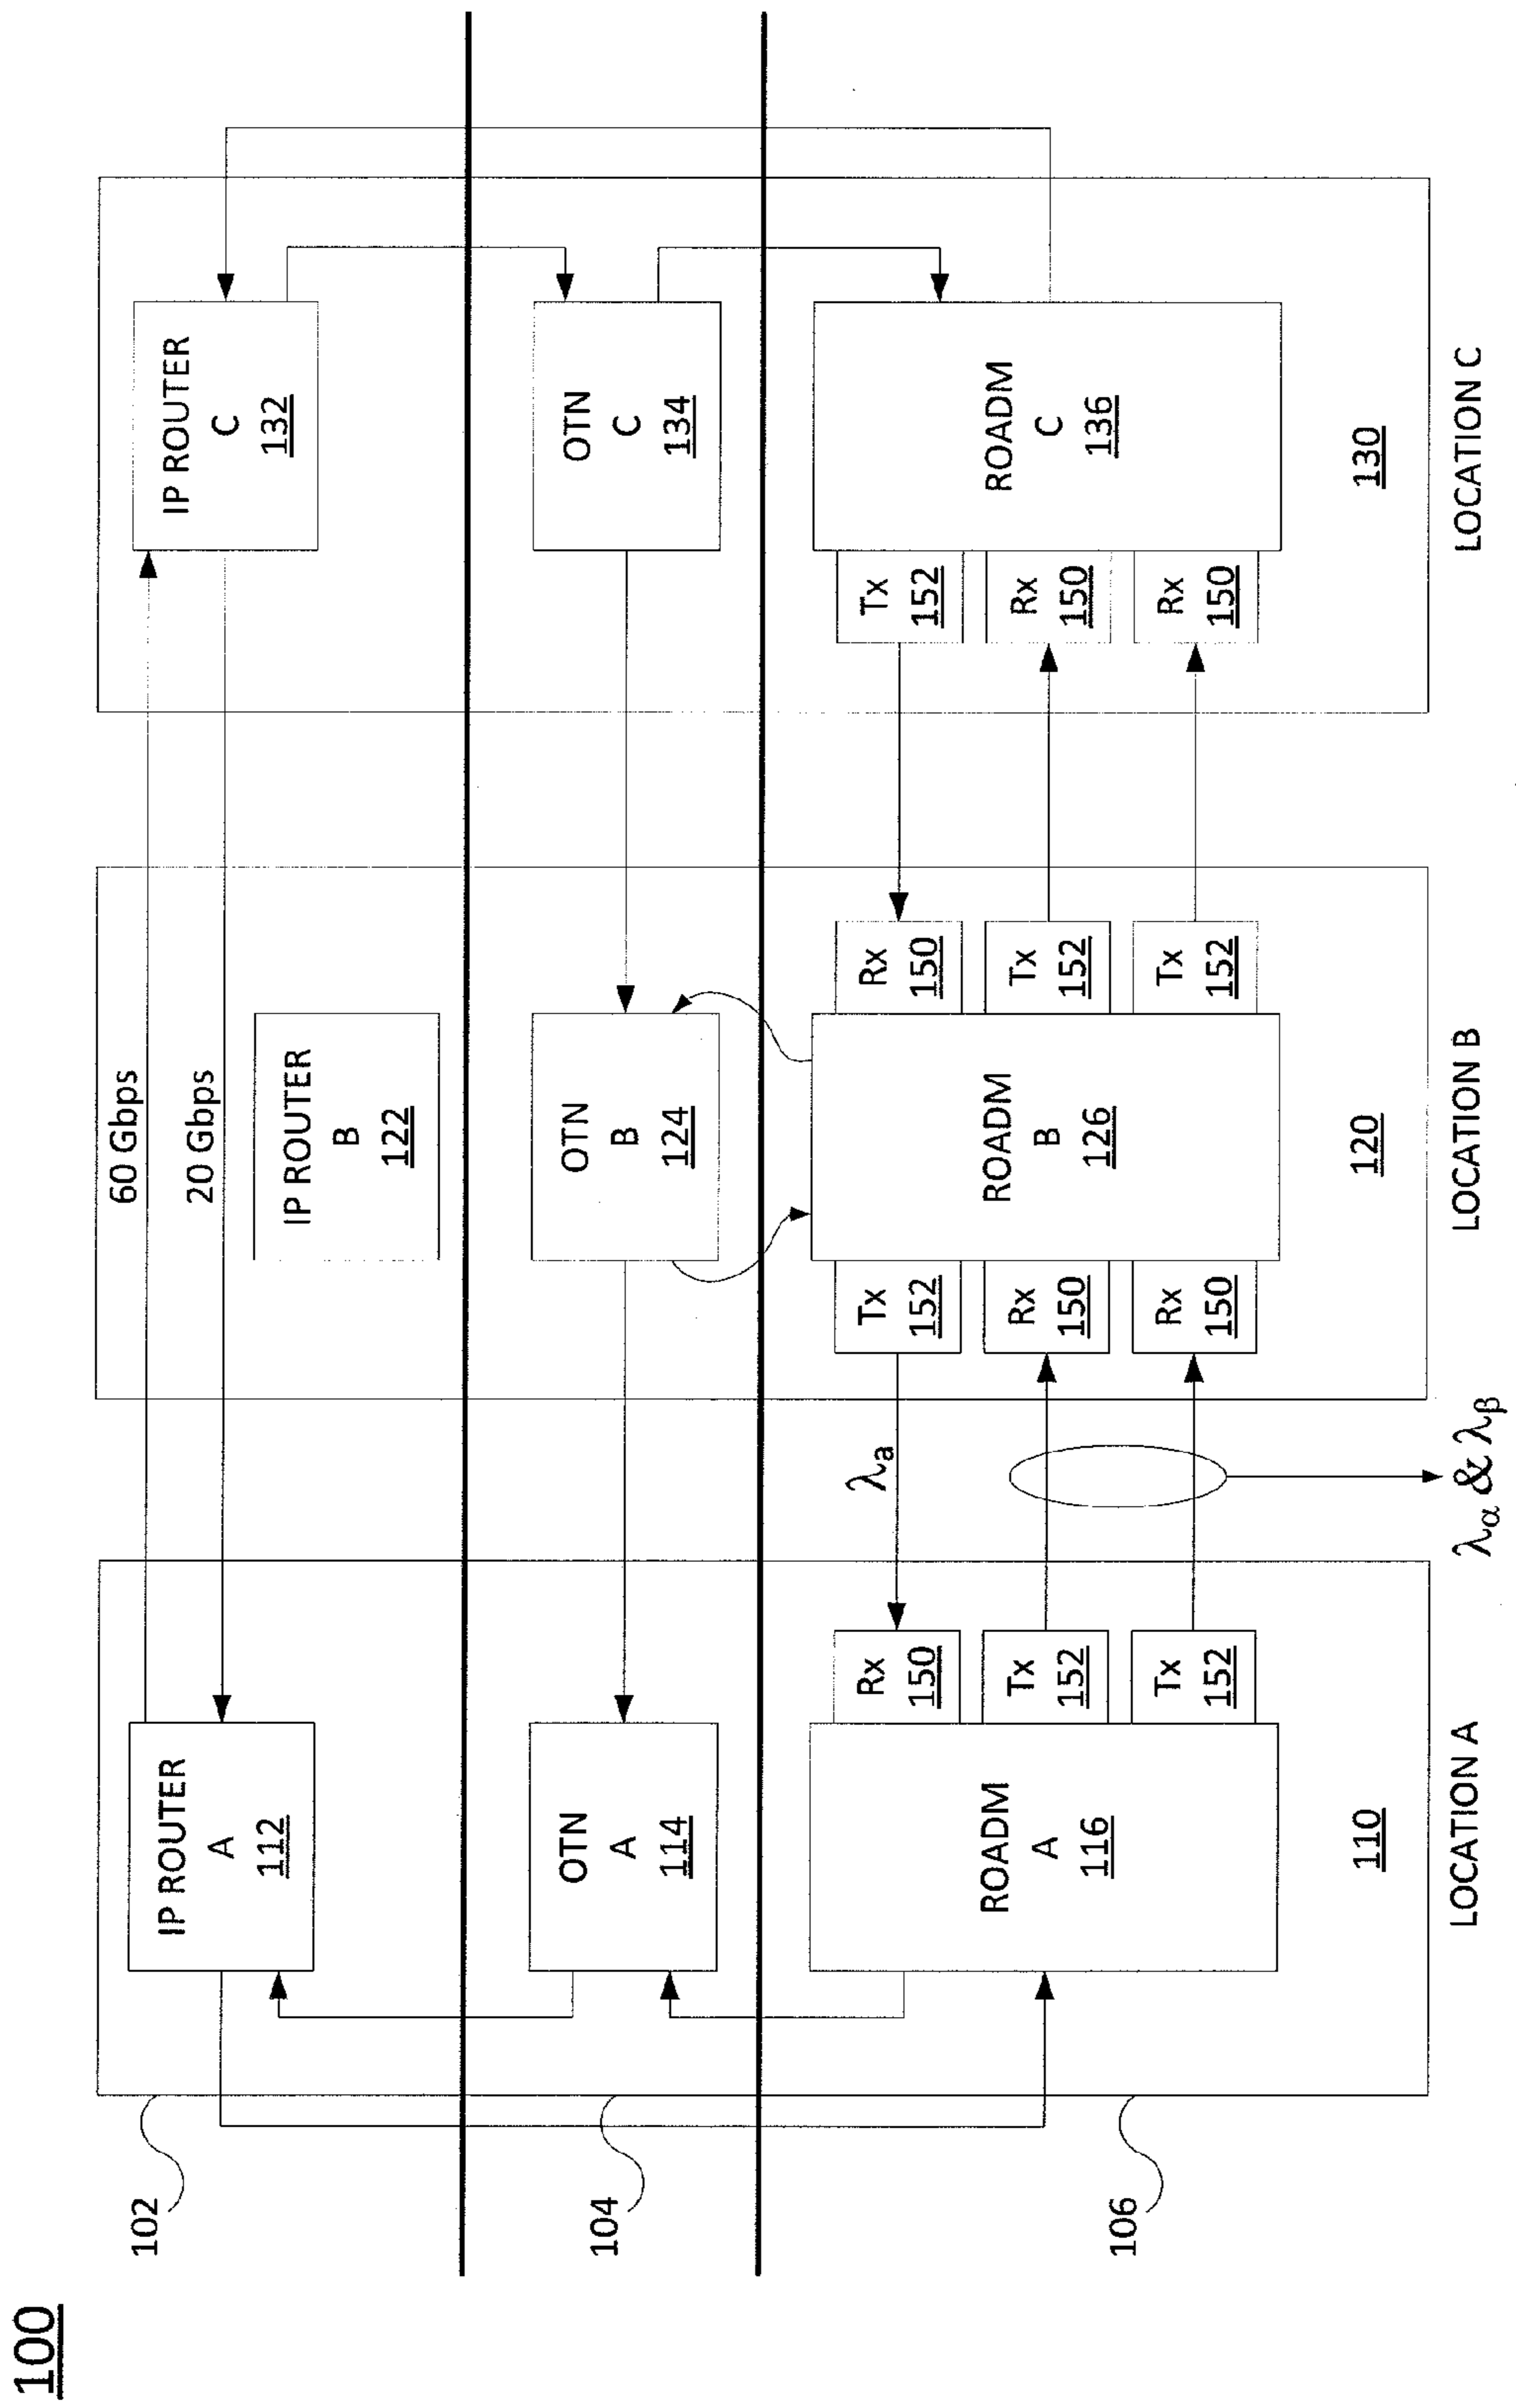 100
102
104
106
60 Gbps
20 Gbps
IP ROUTER
A
112
IP ROUTER
B
122
IP ROUTER
C
132
OTN
A
114
OTN
B
124
OTN
C
134
ROADM
A
116
Rx
150
Tx
152
Tx
152
λa
λα & λβ
Tx
152
Rx
150
Rx
150
ROADM
B
126
Rx
150
Tx
152
Tx
152
Tx
152
Rx
150
Rx
150
ROADM
C
136
110
120
130
LOCATION A
LOCATION B
LOCATION C